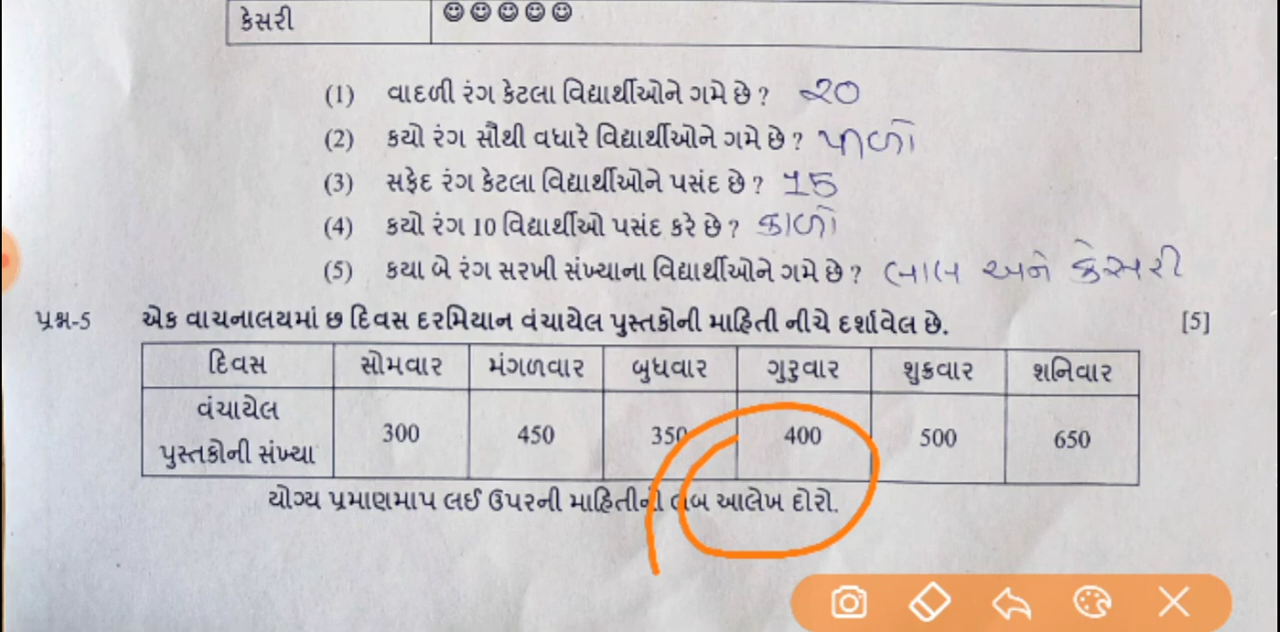 કેસરી
(1) વાદળી રંગ કેટલા વિદ્યાર્થીઓને ગમે છે? ૨0
(2) કયો રંગ સૌથી વધારે વિદ્યાર્થીઓને ગમે છે?
(3) સફેદ રંગ કેટલા વિદ્યાર્થીઓને પસંદ છે? 15
(4) કયો રંગ 10 વિદ્યાર્થીઓ પસંદ કરે છે? કાળો
(5) કયા બે રંગ સરખી સંખ્યાના વિદ્યાર્થીઓને ગમે છે? લાલ અને કેસરી
પ્રશ્ન-5 એક વાચનાલયમાં છ દિવસ દરમિયાન વંચાયેલ પુસ્તકોની માહિતી નીચે દર્શાવેલ છે. [5]
દિવસ સોમવાર મંગળવાર બુધવાર ગુરુવાર શુક્રવાર શનિવાર
વંચાયેલ
પુસ્તકોની સંખ્યા 300 450 350 400 500 650
યોગ્ય પ્રમાણમાપ લઈ ઉપરની માહિતીનો લંબ આલેખ દોરો.